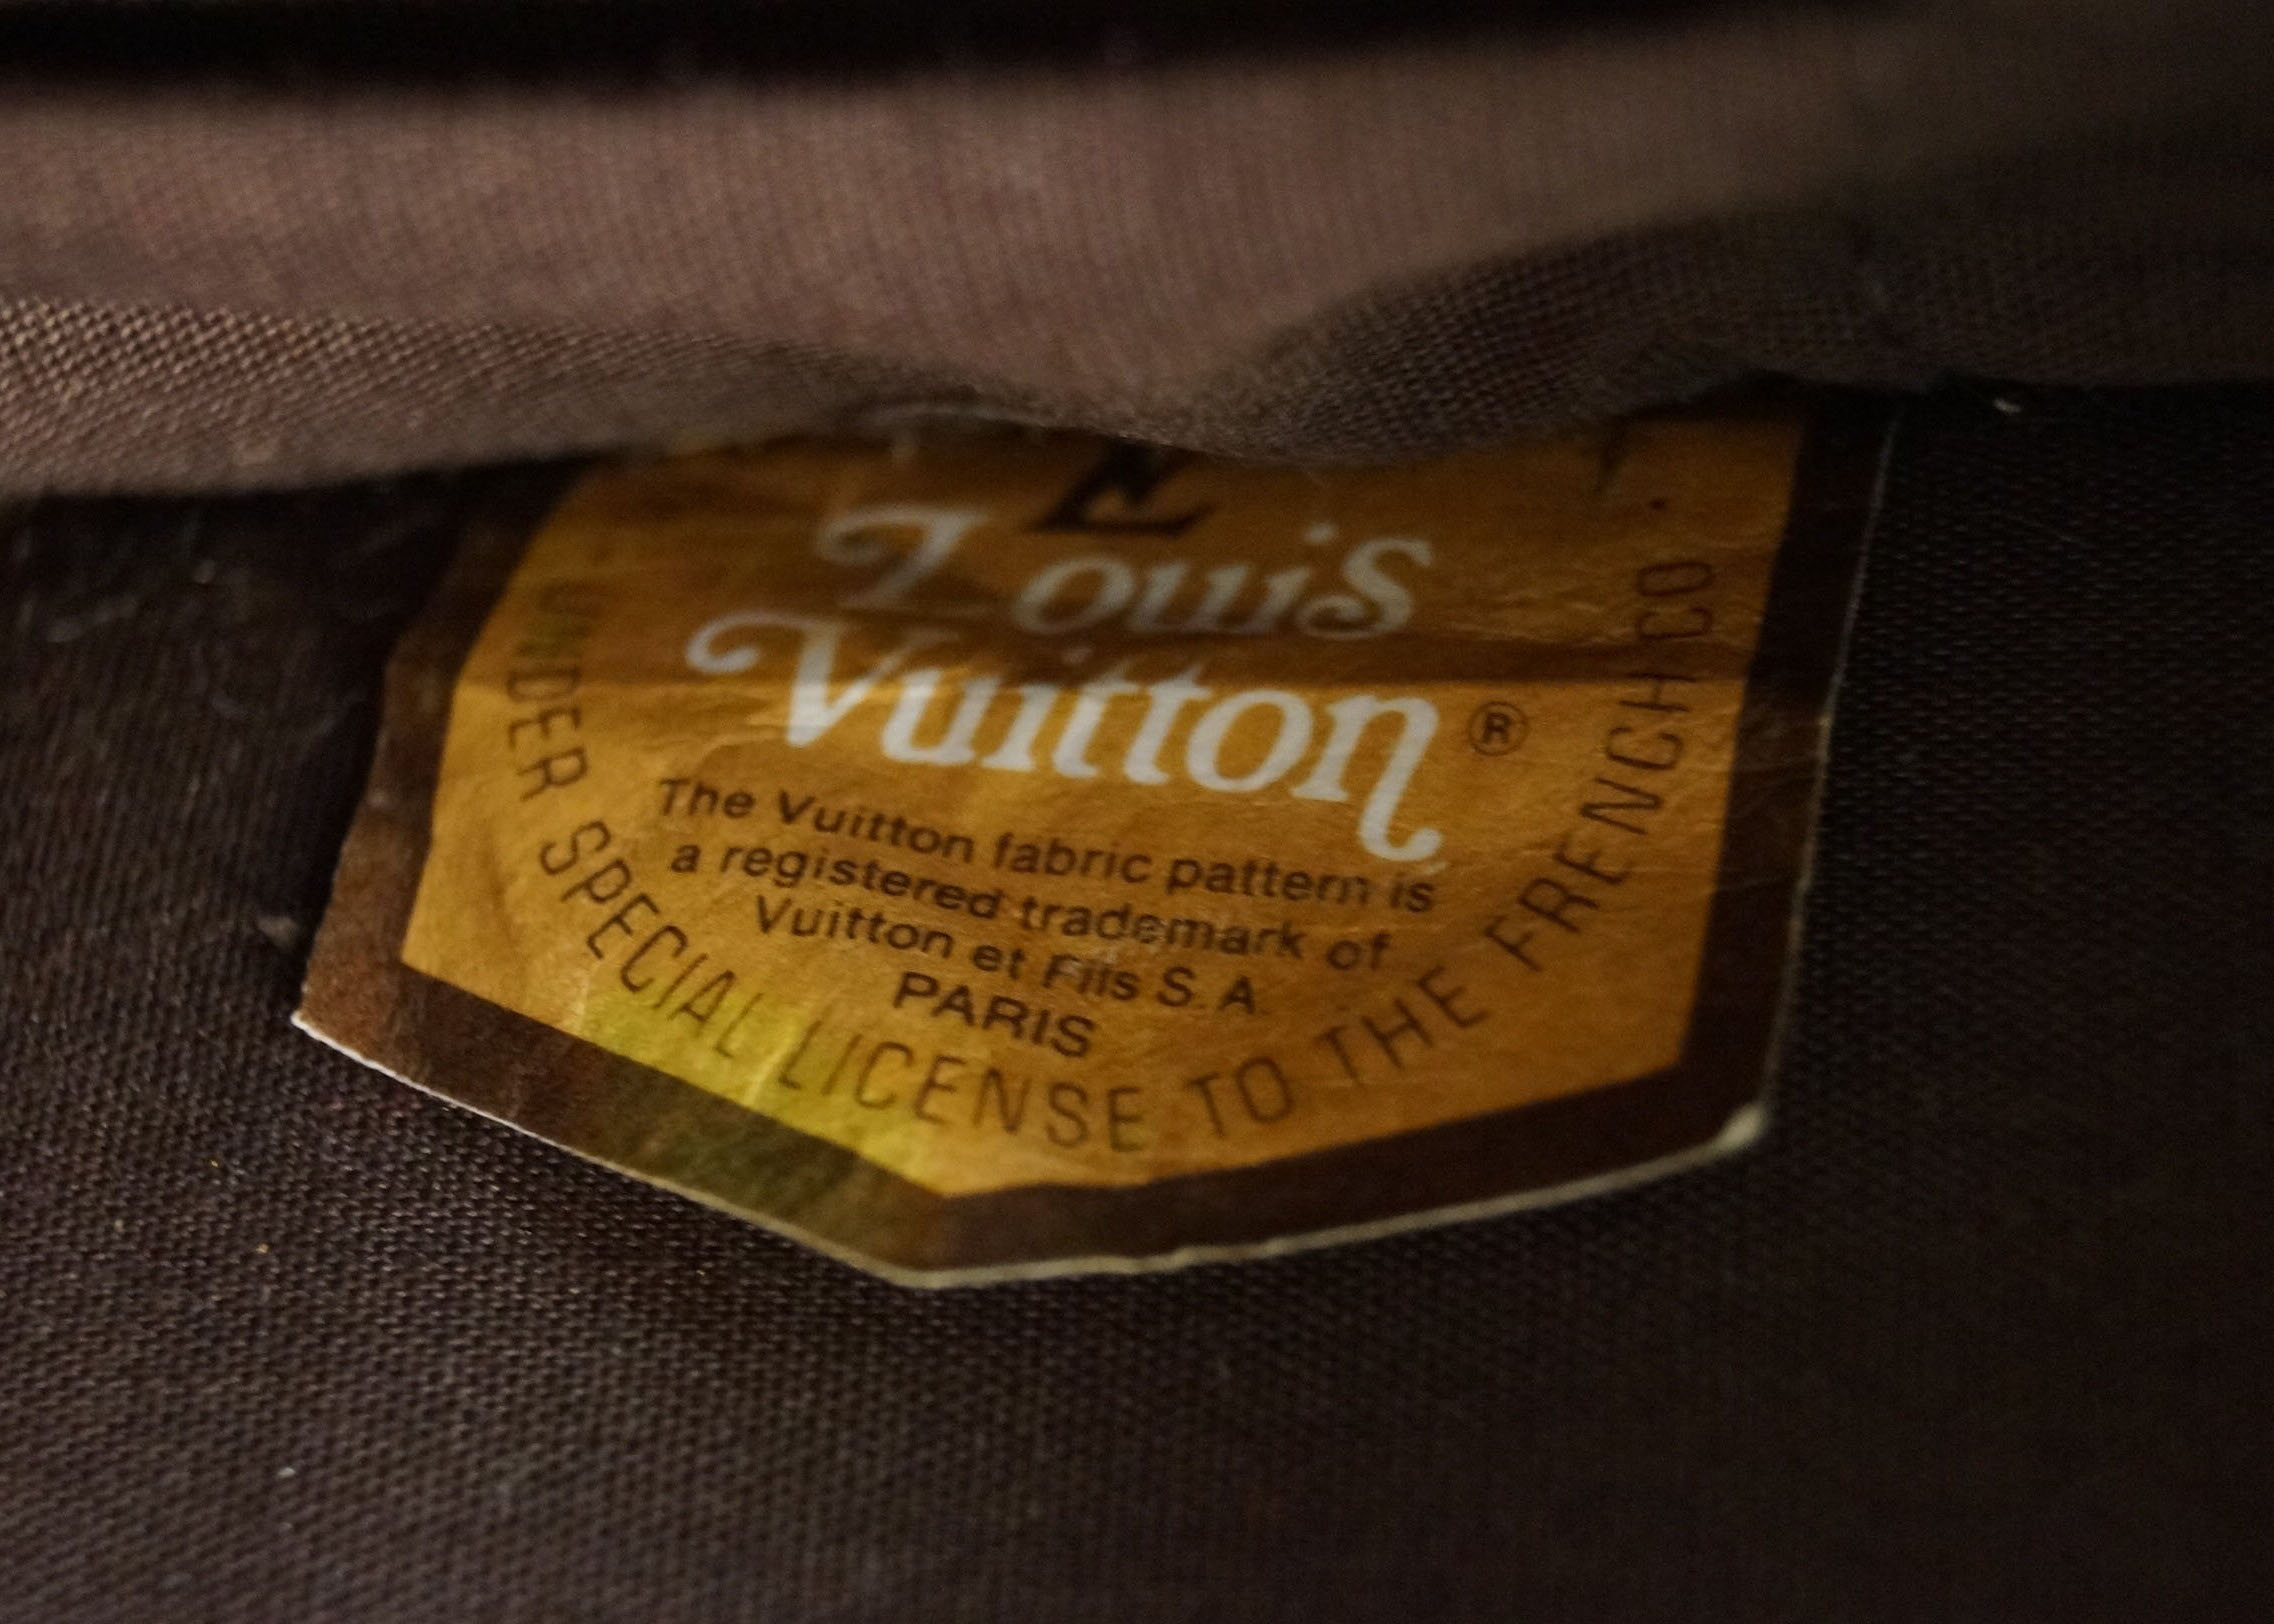 Louis
Vuitton ®
The Vuitton fabric pattern is
a registered trademark of
Vuitton et Fils S. A.
PARIS
UNDER SPECIAL LICENSE TO THE FRENCH CO.